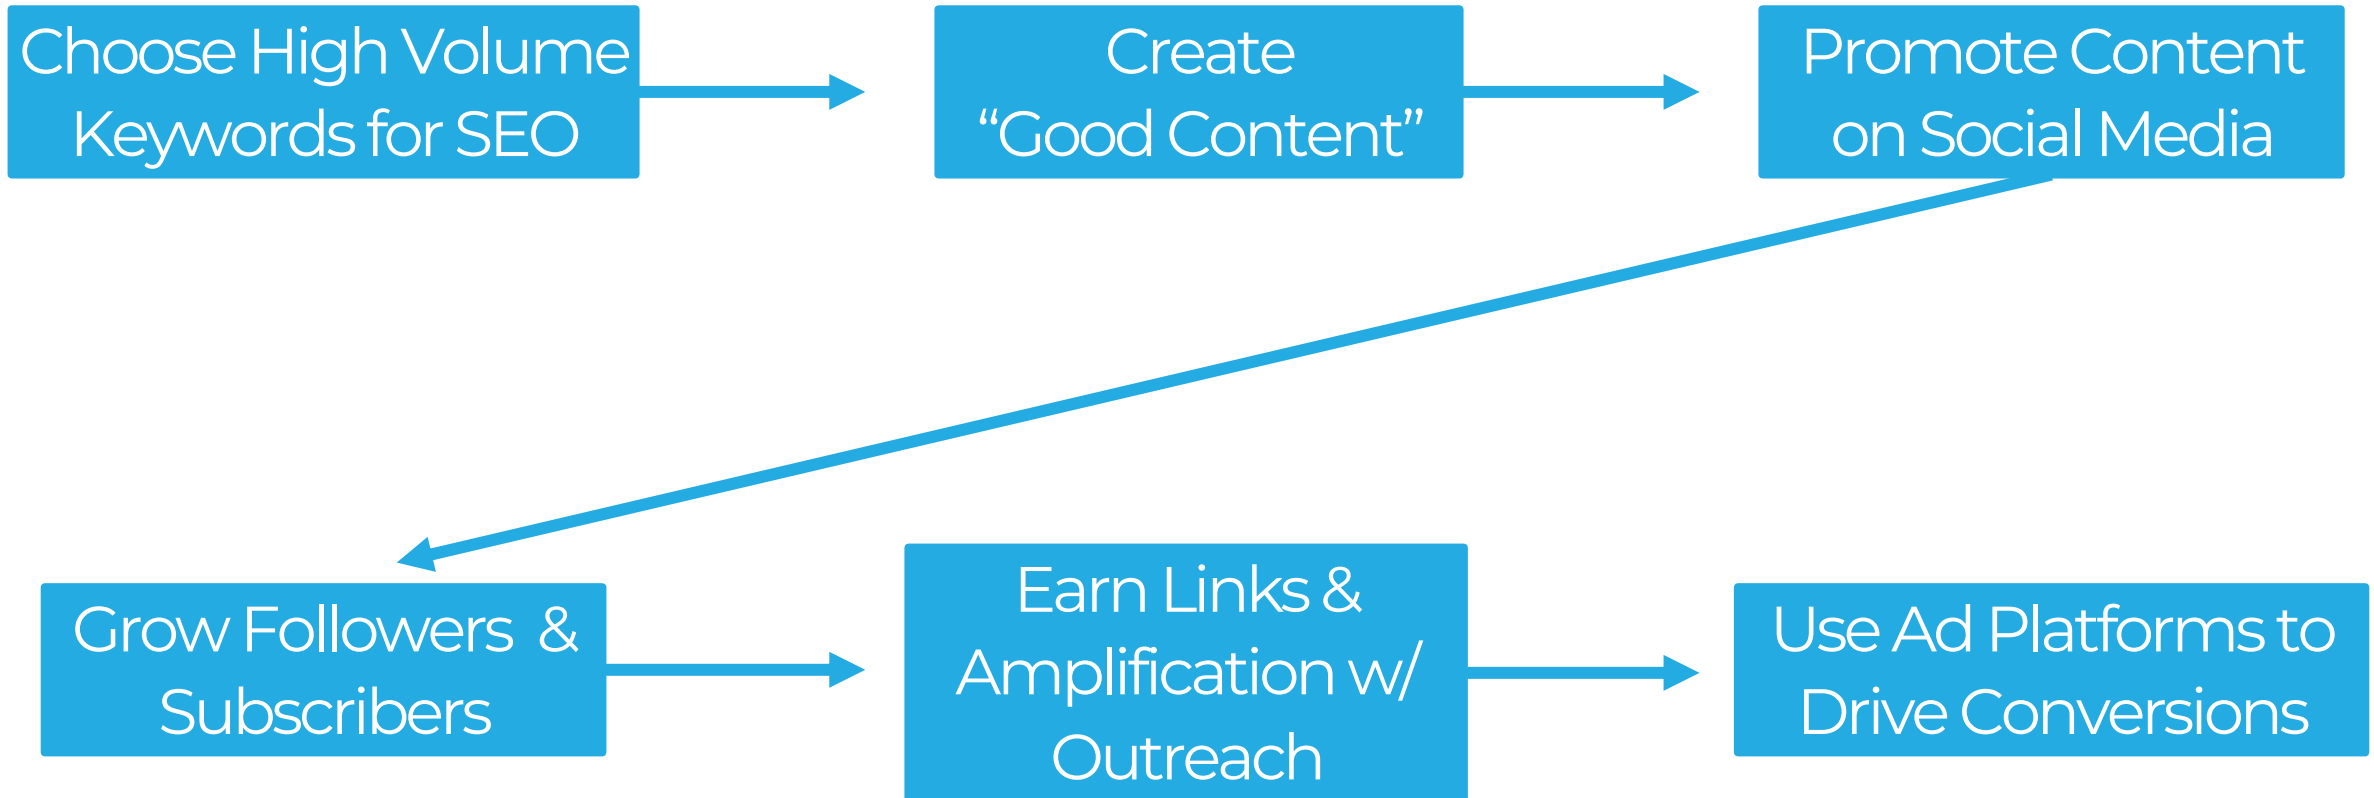 Choose High Volume
Keywords for SEO
Create
“Good Content”
Promote Content
on Social Media
Grow Followers &
Subscribers
Earn Links &
Amplification w/
Outreach
Use Ad Platforms to
Drive Conversions